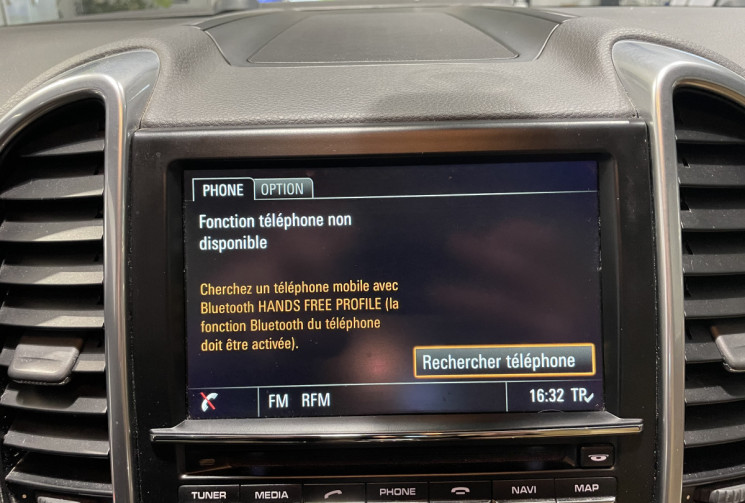 PHONE OPTION
Fonction téléphone non
disponible
Cherchez un téléphone mobile avec
Bluetooth HANDS FREE PROFILE (la
fonction Bluetooth du téléphone
doit être activée).
Rechercher téléphone
FM RFM 16:32 TP
TUNER MEDIA PHONE NAVI MAP